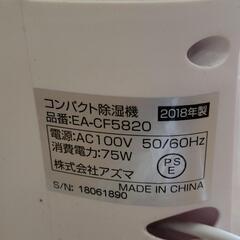 コンパクト除湿機
品番:EA-CF5820
2018年製
電源:AC100V 50/60Hz
消費電力:75W
株式会社アズマ
PS
E
S/N: 18061890
MADE IN CHINA